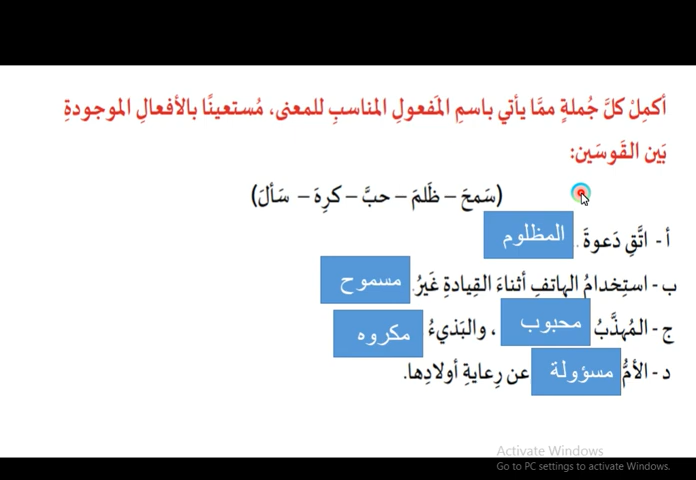 أكمِلْ كلَّ جُملةٍ ممَّا يأتي باسمِ المَفعولِ المناسبِ للمعنى، مُستعينًا بالأفعالِ الموجودةِ
بَين القَوسَين:
(سَمحَ – ظَلمَ – حبَّ – كرِهَ – سَألَ)
أ - اتَّقِ دَعوةَ المظلوم.
ب - استِخدامُ الهاتفِ أثناءَ القِيادةِ غَيرُ مسموح.
ج - المُهذَّبُ محبوب، والبَذيءُ مكروه
د - الأمُّ مسؤولة عن رِعايةِ أولادِها.
Activate Windows
Go to PC settings to activate Windows.